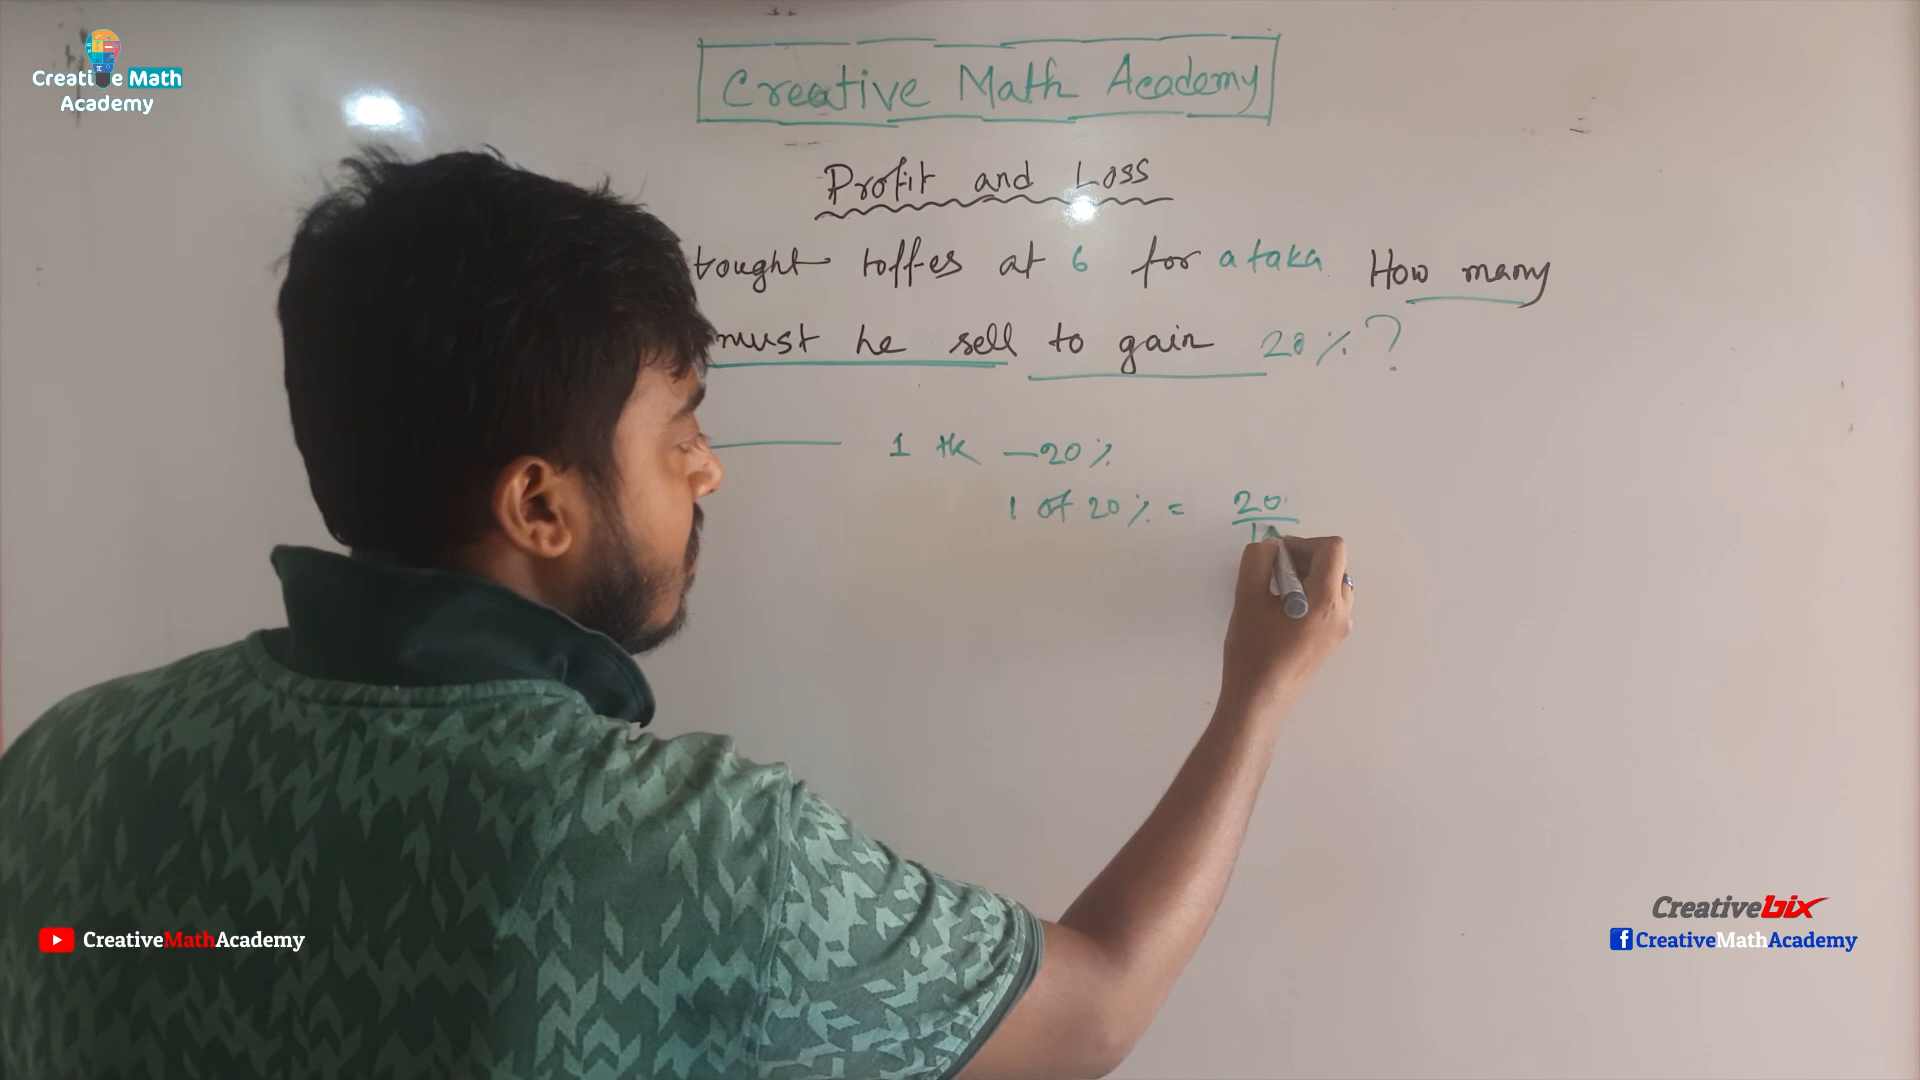 Creative Math
Academy
Creative Math Academy
Profit and Loss
bought toffes at 6 for a taka How many
must he sell to gain 20%?
1 tk —20%
1 of 20% = 20
CreativeMathAcademy
Creativebix
CreativeMathAcademy